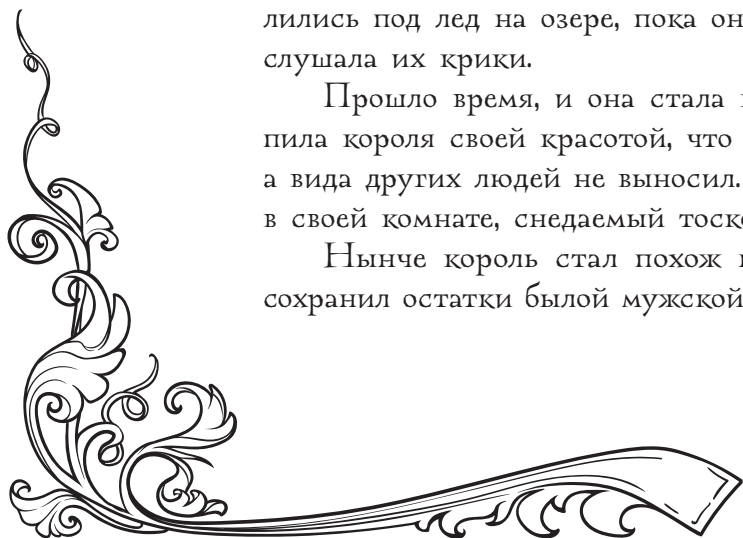 лились под лед на озере, пока он
слушала их крики.
Прошло время, и она стала
пила короля своей красотой, что
а вида других людей не выносил.
в своей комнате, снедаемый тоск
Нынче король стал похож
сохранил остатки былой мужской